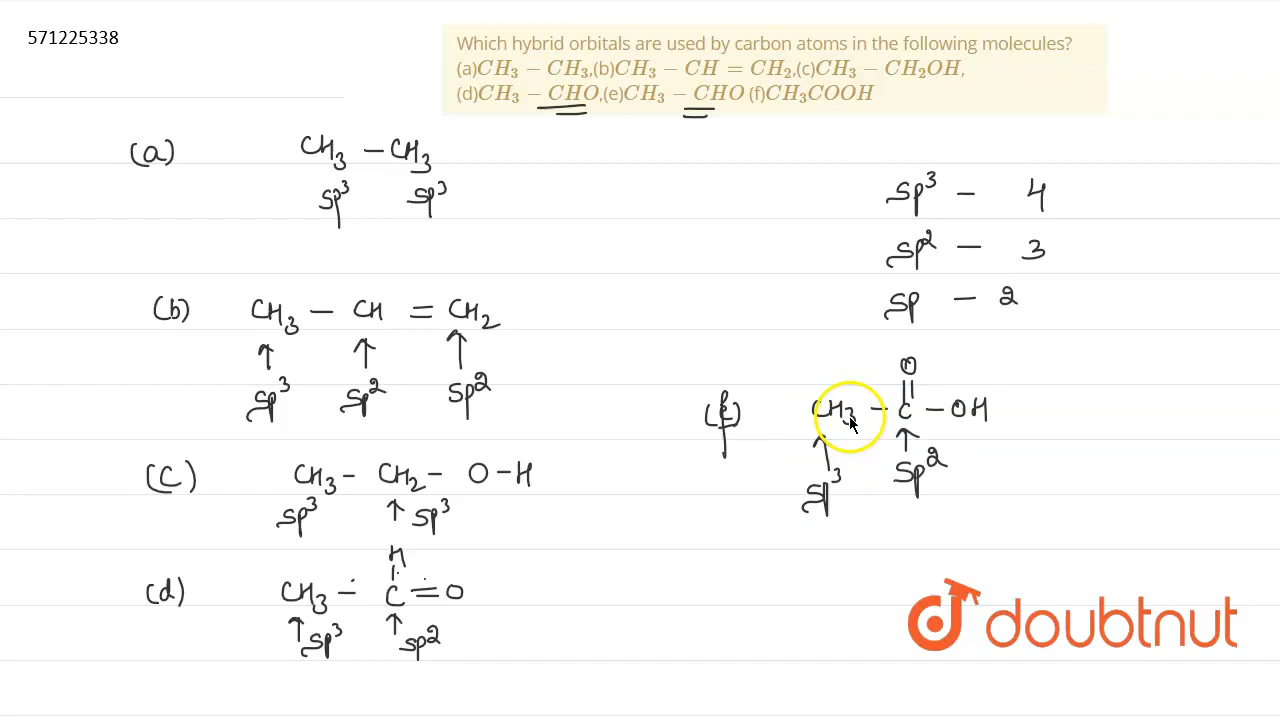 571225338
Which hybrid orbitals are used by carbon atoms in the following molecules?
(a)CH₃ − CH₃,(b)CH₃ − CH = CH₂,(c)CH₃ − CH₂OH,
(d)CH₃ − CHO,(e)CH₃ − CHO (f)CH₃COOH
(a) CH₃ − CH₃
Sp³ Sp³
Sp³ − 4
Sp² − 3
Sp − 2
(b) CH₃ − CH = CH₂
Sp³ Sp² Sp²
O
(f) CH₃ − C − OH
Sp³ Sp²
(C) CH₃ − CH₂ − O − H
Sp³ Sp³
H
(d) CH₃ − C = O
Sp³ Sp²
doubtnut